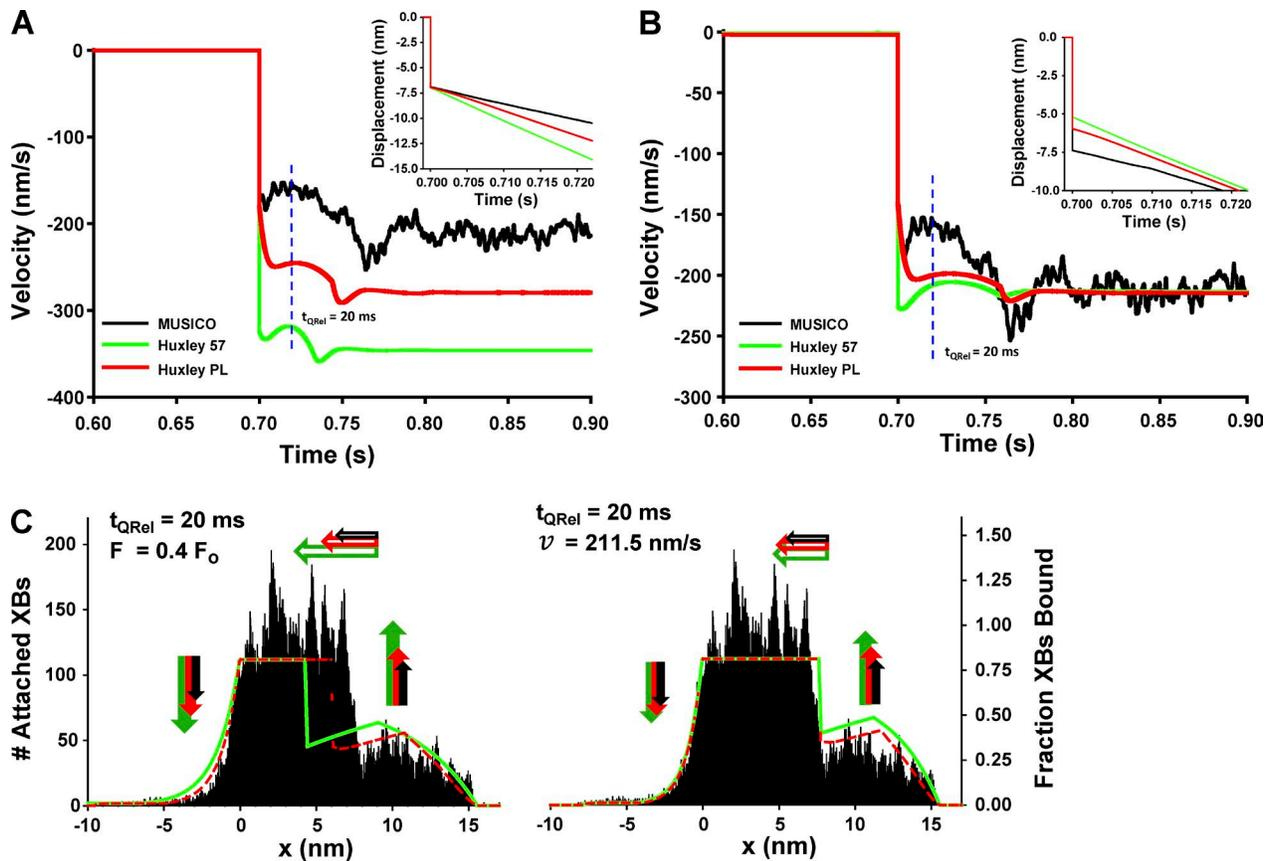 A
0
-100
-200
-300
-400
Velocity (nm/s)
0.60
0.65
0.70
0.75
0.80
0.85
0.90
Time (s)
MUSICO
Huxley 57
Huxley PL
tQRel = 20 ms
0.0
-2.5
-5.0
-7.5
-10.0
-12.5
-15.0
Displacement (nm)
0.700
0.705
0.710
0.715
0.720
Time (s)
B
0
-50
-100
-150
-200
-250
-300
Velocity (nm/s)
0.60
0.65
0.70
0.75
0.80
0.85
0.90
Time (s)
MUSICO
Huxley 57
Huxley PL
tQRel = 20 ms
0.0
-2.5
-5.0
-7.5
-10.0
Displacement (nm)
0.700
0.705
0.710
0.715
0.720
Time (s)
C
tQRel = 20 ms
F = 0.4 Fo
200
150
100
50
0
# Attached XBs
-10
-5
0
5
10
15
x (nm)
tQRel = 20 ms
v = 211.5 nm/s
-10
-5
0
5
10
15
x (nm)
1.50
1.25
1.00
0.75
0.50
0.25
0.00
Fraction XBs Bound